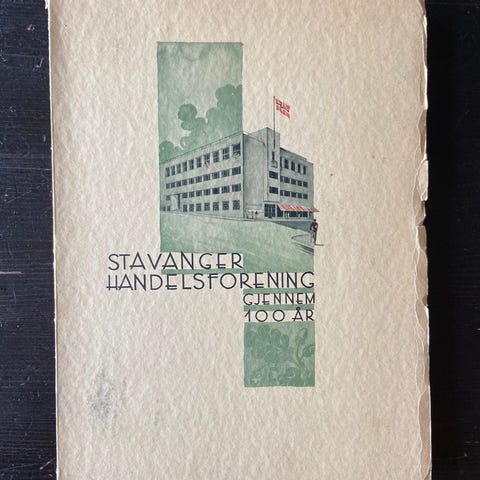 STAVANGER
HANDELSFORENING
GJENNEM
100 ÅR